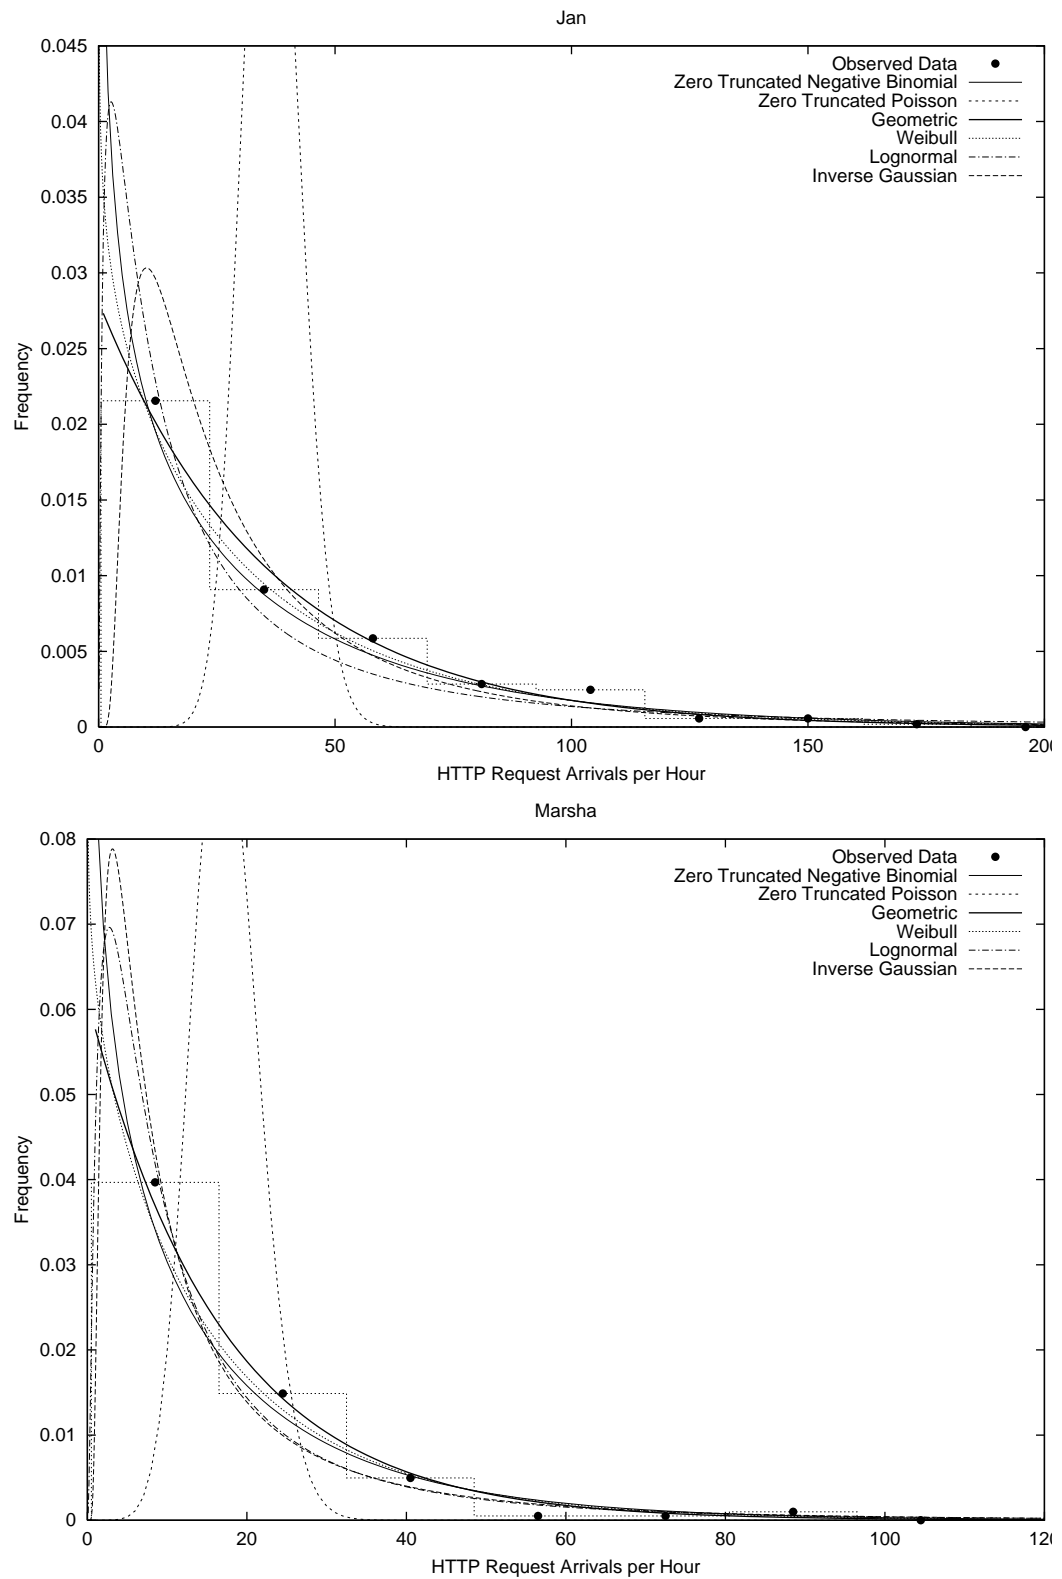 Jan
0.045
0.04
0.035
0.03
0.025
0.02
0.015
0.01
0.005
0
Frequency
Observed Data
Zero Truncated Negative Binomial
Zero Truncated Poisson
Geometric
Weibull
Lognormal
Inverse Gaussian
0 50 100 150 200
HTTP Request Arrivals per Hour
Marsha
0.08
0.07
0.06
0.05
0.04
0.03
0.02
0.01
0
Frequency
Observed Data
Zero Truncated Negative Binomial
Zero Truncated Poisson
Geometric
Weibull
Lognormal
Inverse Gaussian
0 20 40 60 80 100 120
HTTP Request Arrivals per Hour